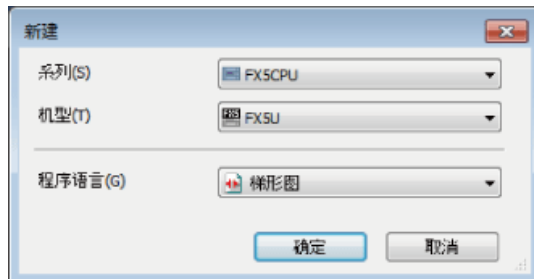 新建
系列(S) FX5CPU
机型(T) FX5U
程序语言(G) 梯形图
确定 取消